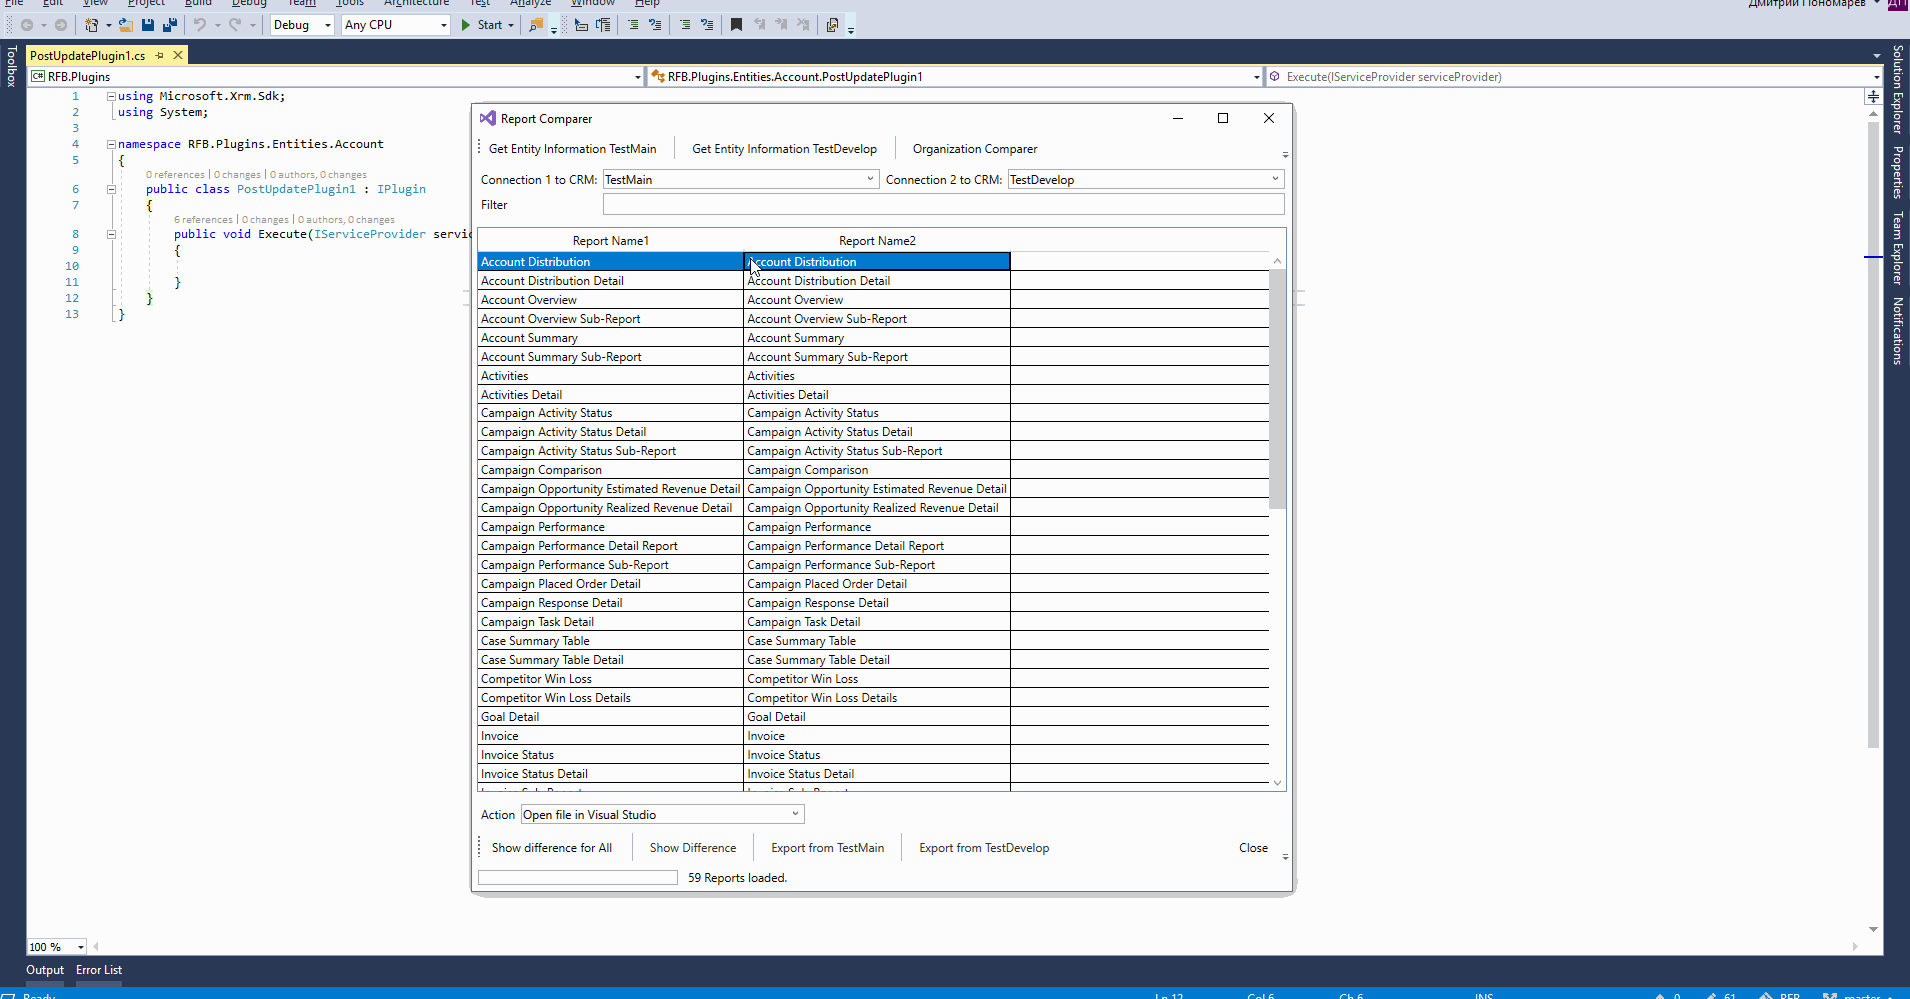 File Edit View Project Build Debug Team Tools Architecture Test Analyze Window Help
Дмитрий Пономарев ДП
Debug Any CPU Start
Toolbox
PostUpdatePlugin1.cs
C# RFB.Plugins RFB.Plugins.Entities.Account.PostUpdatePlugin1 Execute(IServiceProvider serviceProvider)
1 using Microsoft.Xrm.Sdk;
2 using System;
3
4 namespace RFB.Plugins.Entities.Account
5 {
0 references | 0 changes | 0 authors, 0 changes
6 public class PostUpdatePlugin1 : IPlugin
7 {
6 references | 0 changes | 0 authors, 0 changes
8 public void Execute(IServiceProvider servic
9 {
10
11 }
12 }
13 }
Report Comparer
Get Entity Information TestMain Get Entity Information TestDevelop Organization Comparer
Connection 1 to CRM: TestMain Connection 2 to CRM: TestDevelop
Filter
Report Name1 Report Name2
Account Distribution Account Distribution
Account Distribution Detail Account Distribution Detail
Account Overview Account Overview
Account Overview Sub-Report Account Overview Sub-Report
Account Summary Account Summary
Account Summary Sub-Report Account Summary Sub-Report
Activities Activities
Activities Detail Activities Detail
Campaign Activity Status Campaign Activity Status
Campaign Activity Status Detail Campaign Activity Status Detail
Campaign Activity Status Sub-Report Campaign Activity Status Sub-Report
Campaign Comparison Campaign Comparison
Campaign Opportunity Estimated Revenue Detail Campaign Opportunity Estimated Revenue Detail
Campaign Opportunity Realized Revenue Detail Campaign Opportunity Realized Revenue Detail
Campaign Performance Campaign Performance
Campaign Performance Detail Report Campaign Performance Detail Report
Campaign Performance Sub-Report Campaign Performance Sub-Report
Campaign Placed Order Detail Campaign Placed Order Detail
Campaign Response Detail Campaign Response Detail
Campaign Task Detail Campaign Task Detail
Case Summary Table Case Summary Table
Case Summary Table Detail Case Summary Table Detail
Competitor Win Loss Competitor Win Loss
Competitor Win Loss Details Competitor Win Loss Details
Goal Detail Goal Detail
Invoice Invoice
Invoice Status Invoice Status
Invoice Status Detail Invoice Status Detail
Invoice Sub-Report Invoice Sub-Report
Action Open file in Visual Studio
Show difference for All Show Difference Export from TestMain Export from TestDevelop Close
59 Reports loaded.
Solution Explorer
Properties
Team Explorer
Notifications
100 %
Output Error List
Ready Ln 12 Col 6 Ch 6 INS 0 61 RFB master